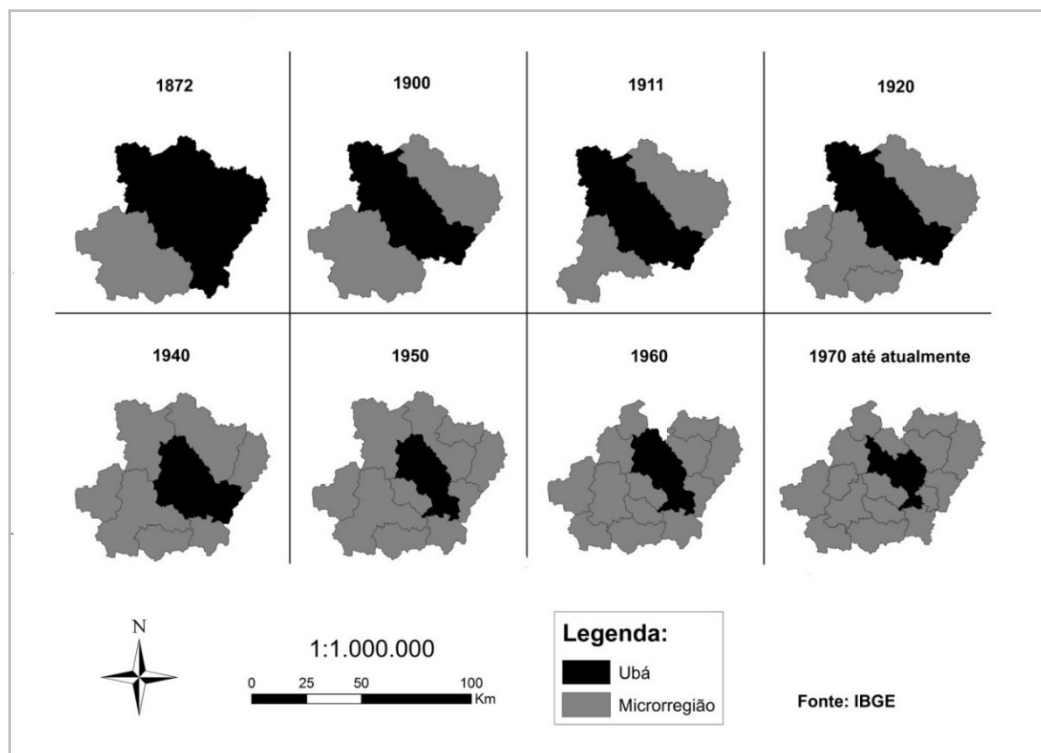 1872
1900
1911
1920
1940
1950
1960
1970 até atualmente
N
1:1.000.000
0 25 50 100
Km
Legenda:
Ubá
Microrregião
Fonte: IBGE